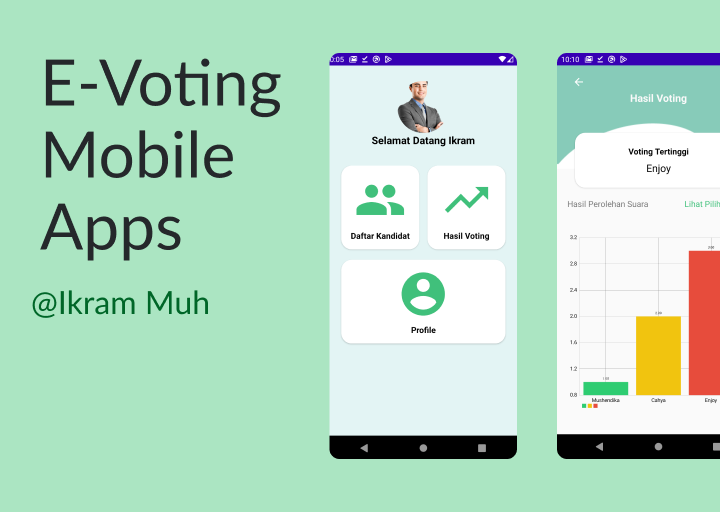 E-Voting
Mobile
Apps
@Ikram Muh
0:05
Selamat Datang Ikram
Daftar Kandidat
Hasil Voting
Profile
10:10
Hasil Voting
Voting Tertinggi
Enjoy
Hasil Perolehan Suara
Lihat Pilih
3.2
2.8
2.4
2.0
1.6
1.2
0.8
Mushendika
Cahya
Enjoy